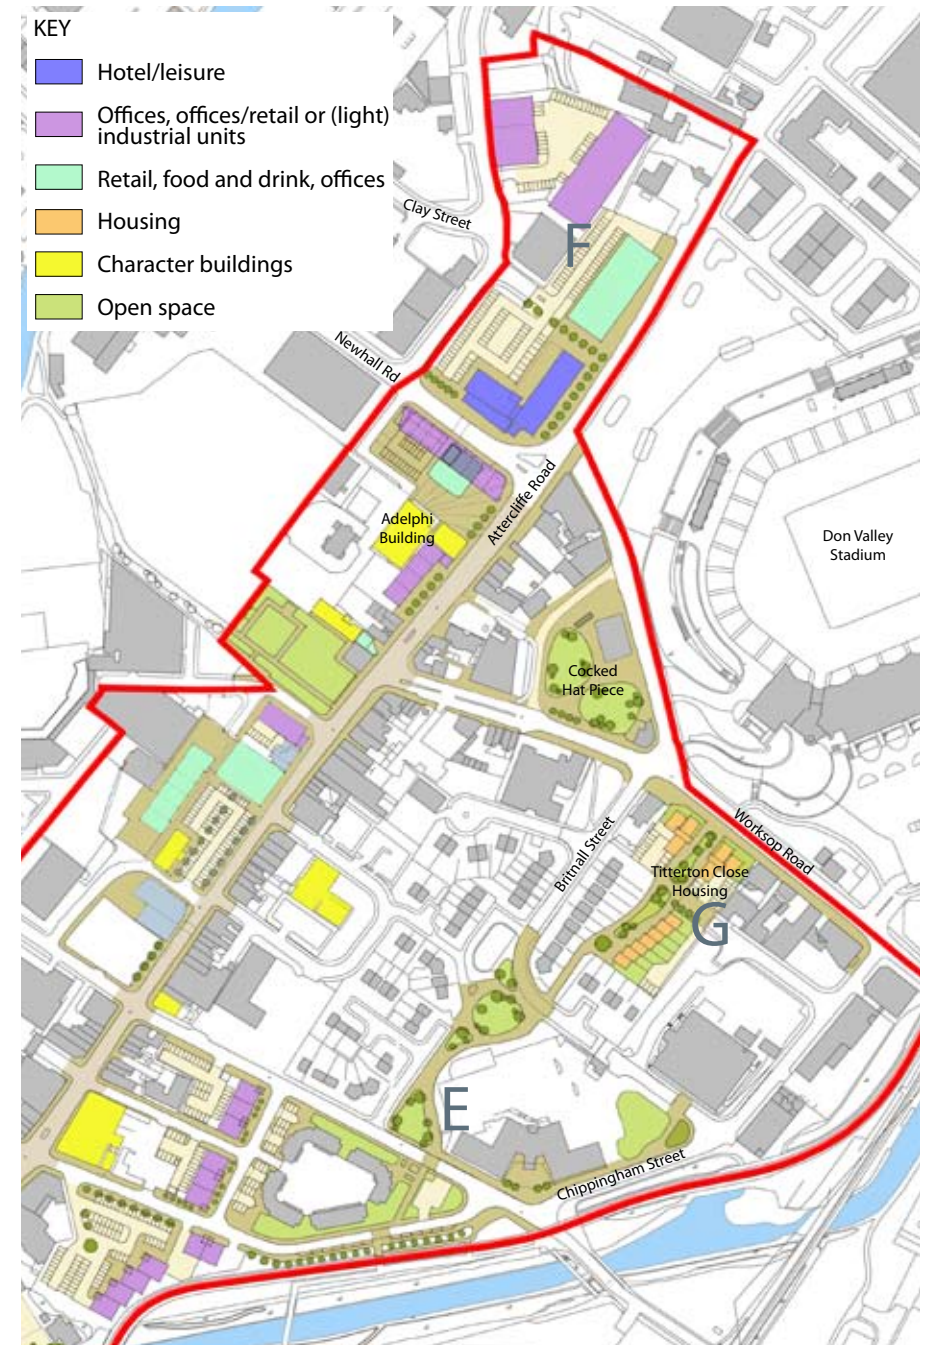 KEY
Hotel/leisure
Offices, offices/retail or (light)
industrial units
Retail, food and drink, offices
Housing
Character buildings
Open space
Clay Street
F
Newhall Rd
Attercliffe Road
Adelphi
Building
Don Valley
Stadium
Cocked
Hat Piece
Worksop Road
Britnall Street
Titterton Close
Housing
G
E
Chippingham Street